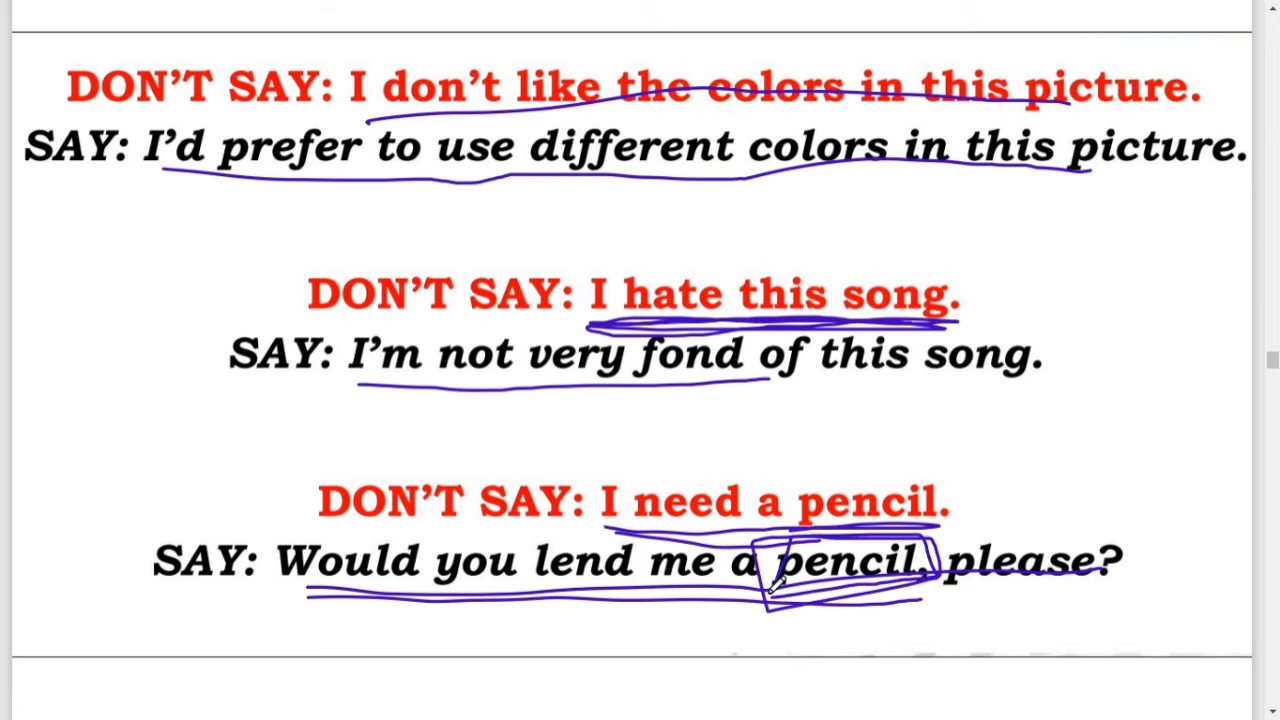 DON'T SAY: I don't like the colors in this picture.
SAY: I'd prefer to use different colors in this picture.
DON'T SAY: I hate this song.
SAY: I'm not very fond of this song.
DON'T SAY: I need a pencil.
SAY: Would you lend me a pencil, please?